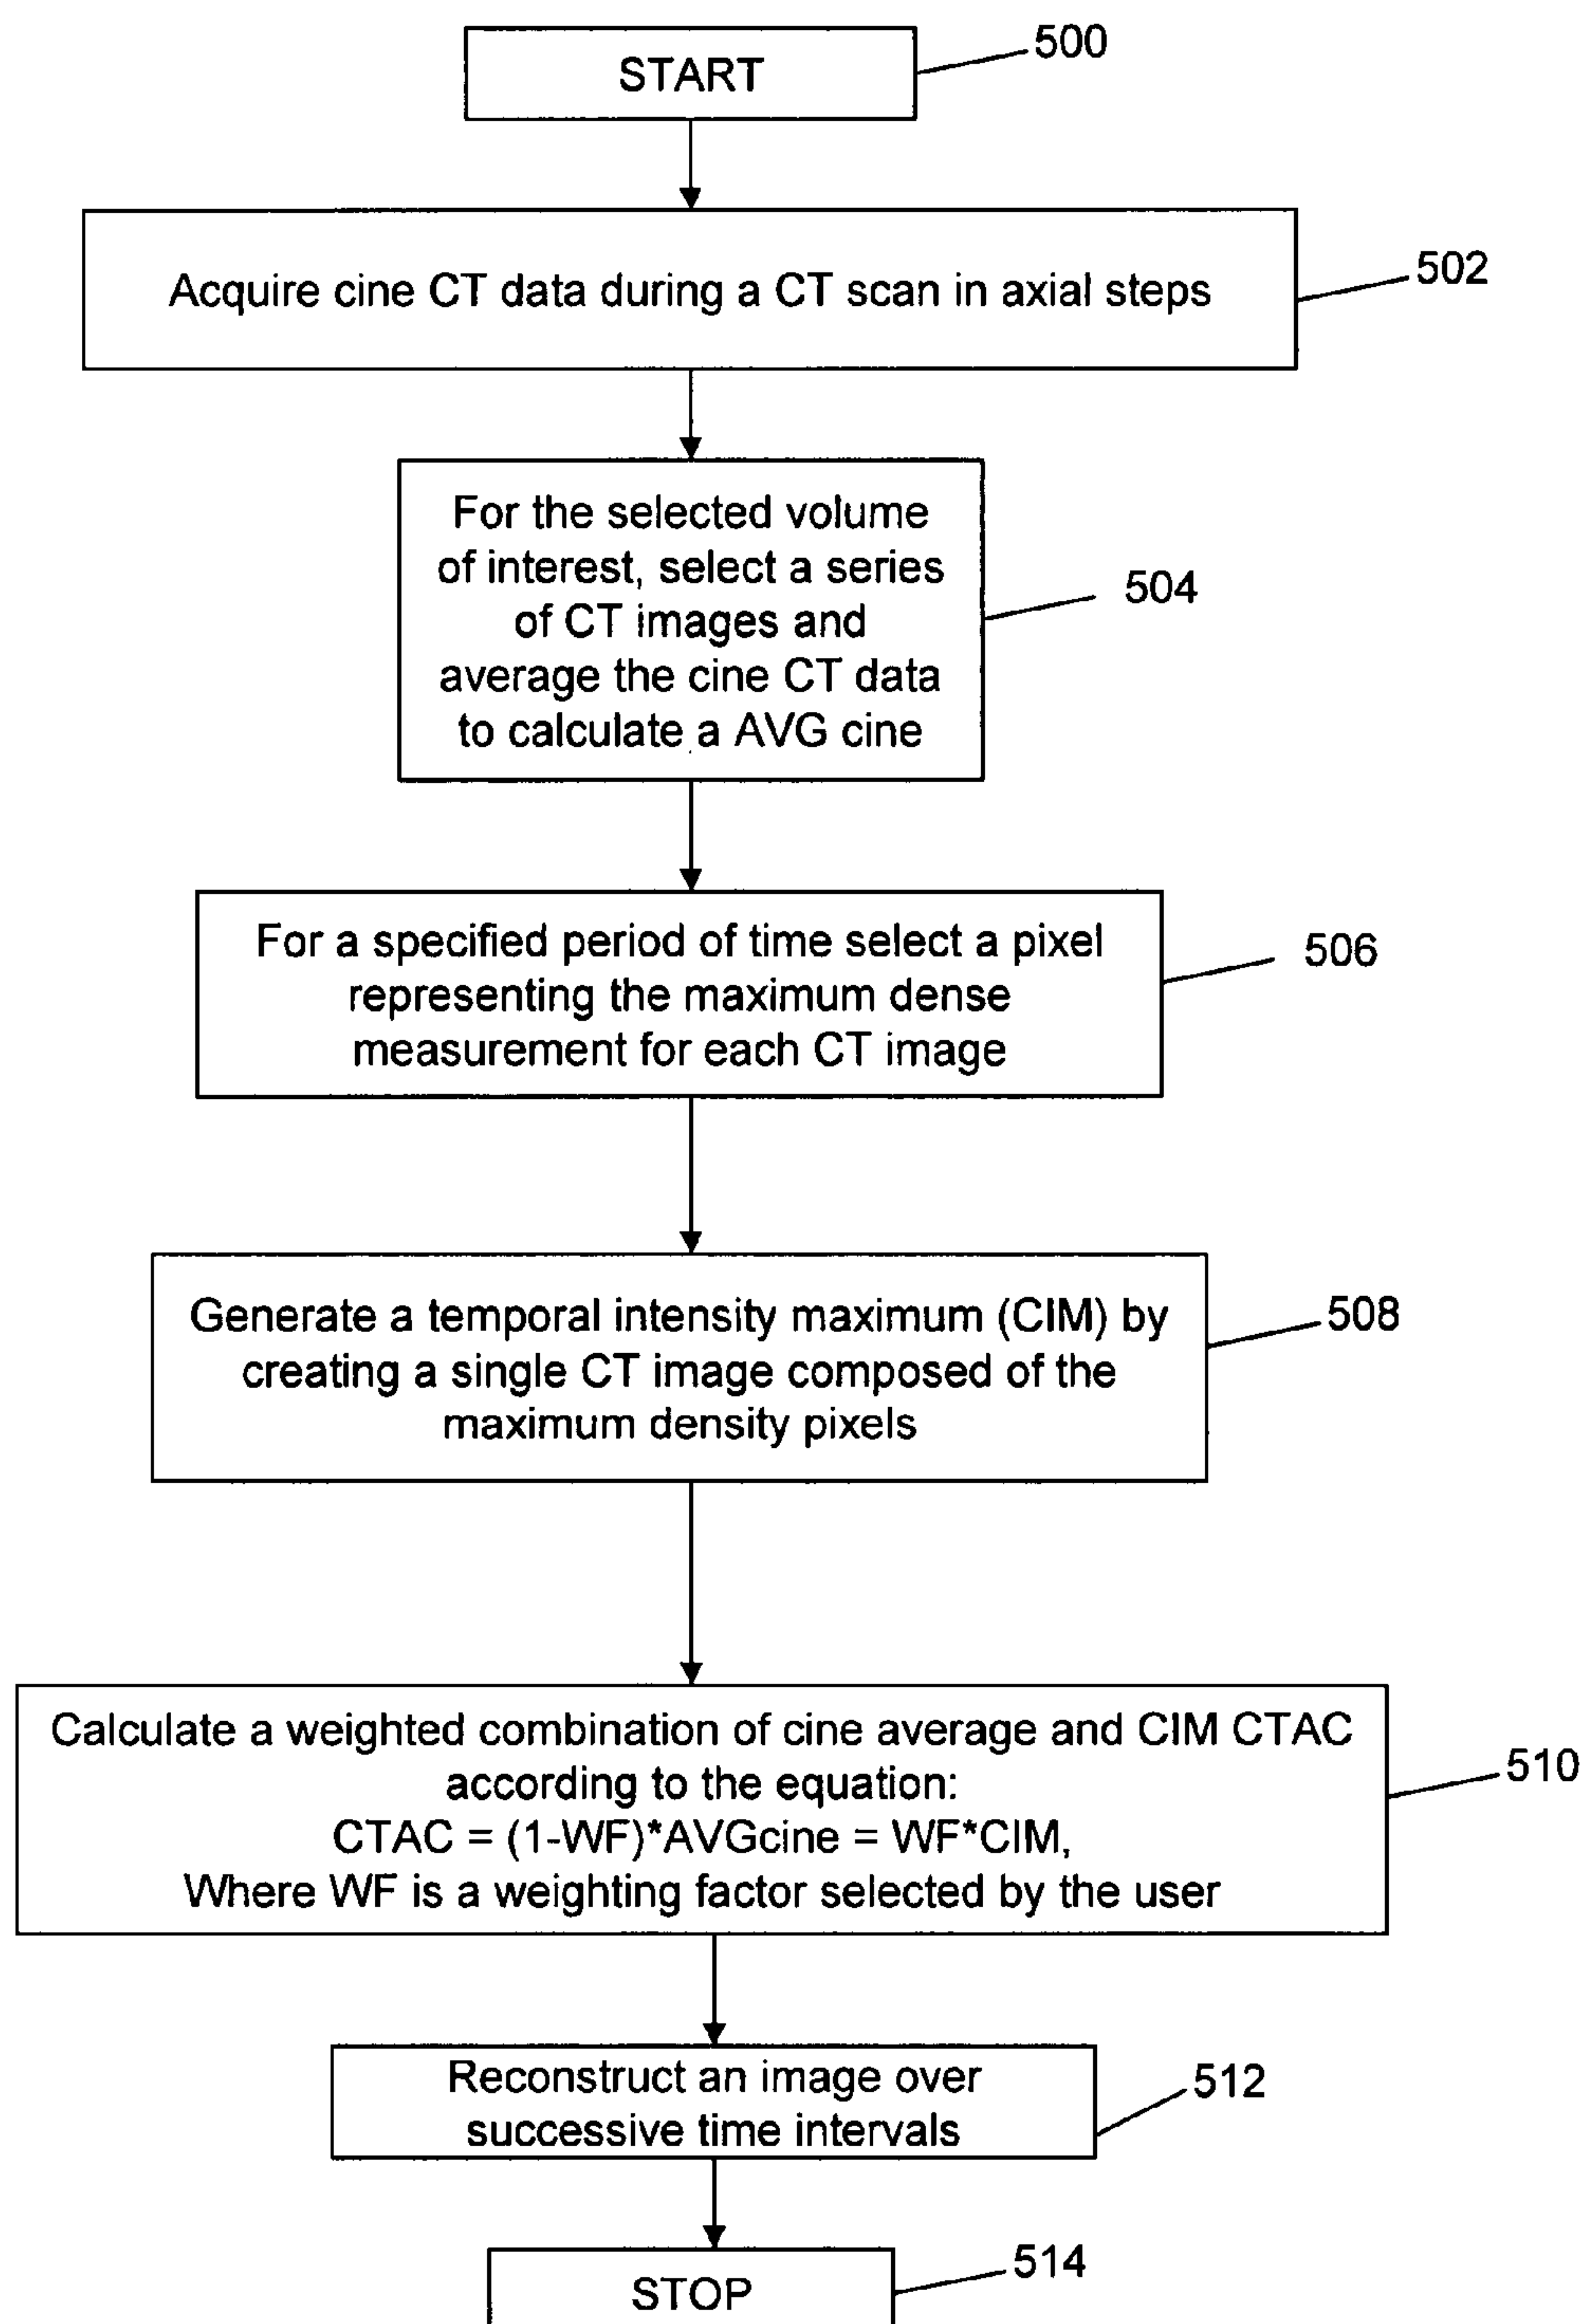 START
500
Acquire cine CT data during a CT scan in axial steps
502
For the selected volume
of interest, select a series
of CT images and
average the cine CT data
to calculate a AVG cine
504
For a specified period of time select a pixel
representing the maximum dense
measurement for each CT image
506
Generate a temporal intensity maximum (CIM) by
creating a single CT image composed of the
maximum density pixels
508
Calculate a weighted combination of cine average and CIM CTAC
according to the equation:
CTAC = (1-WF)*AVGcine = WF*CIM,
Where WF is a weighting factor selected by the user
510
Reconstruct an image over
successive time intervals
512
STOP
514